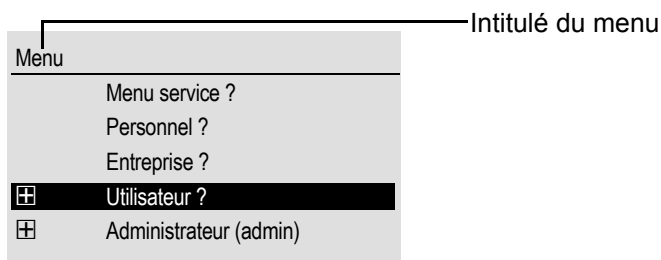 Intitulé du menu
Menu
Menu service ?
Personnel ?
Entreprise ?
Utilisateur ?
Administrateur (admin)